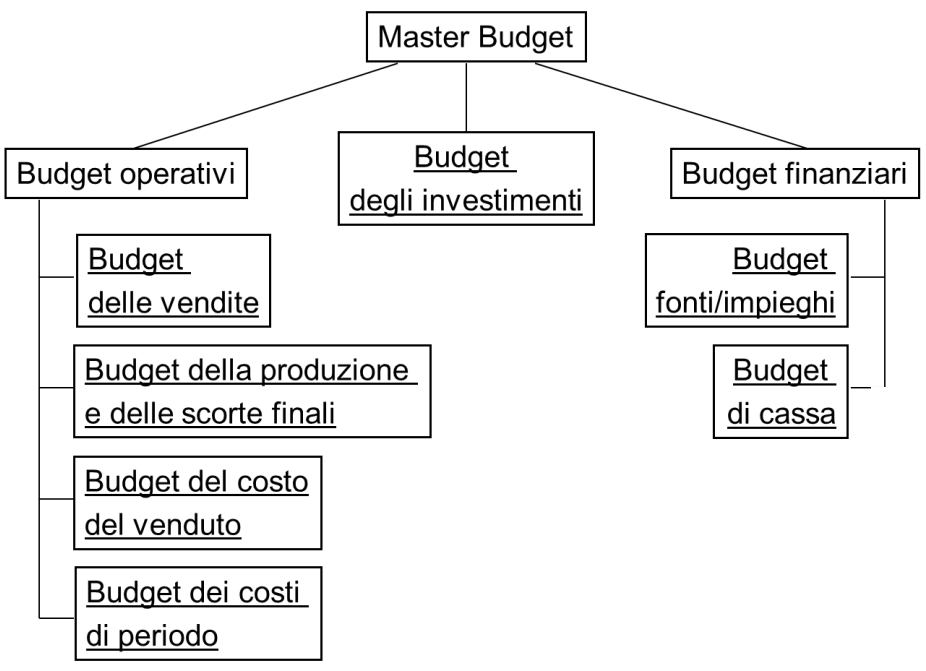 Master Budget
Budget operativi
Budget
degli investimenti
Budget finanziari
Budget
delle vendite
Budget della produzione
e delle scorte finali
Budget del costo
del venduto
Budget dei costi
di periodo
Budget
fonti/impieghi
Budget
di cassa